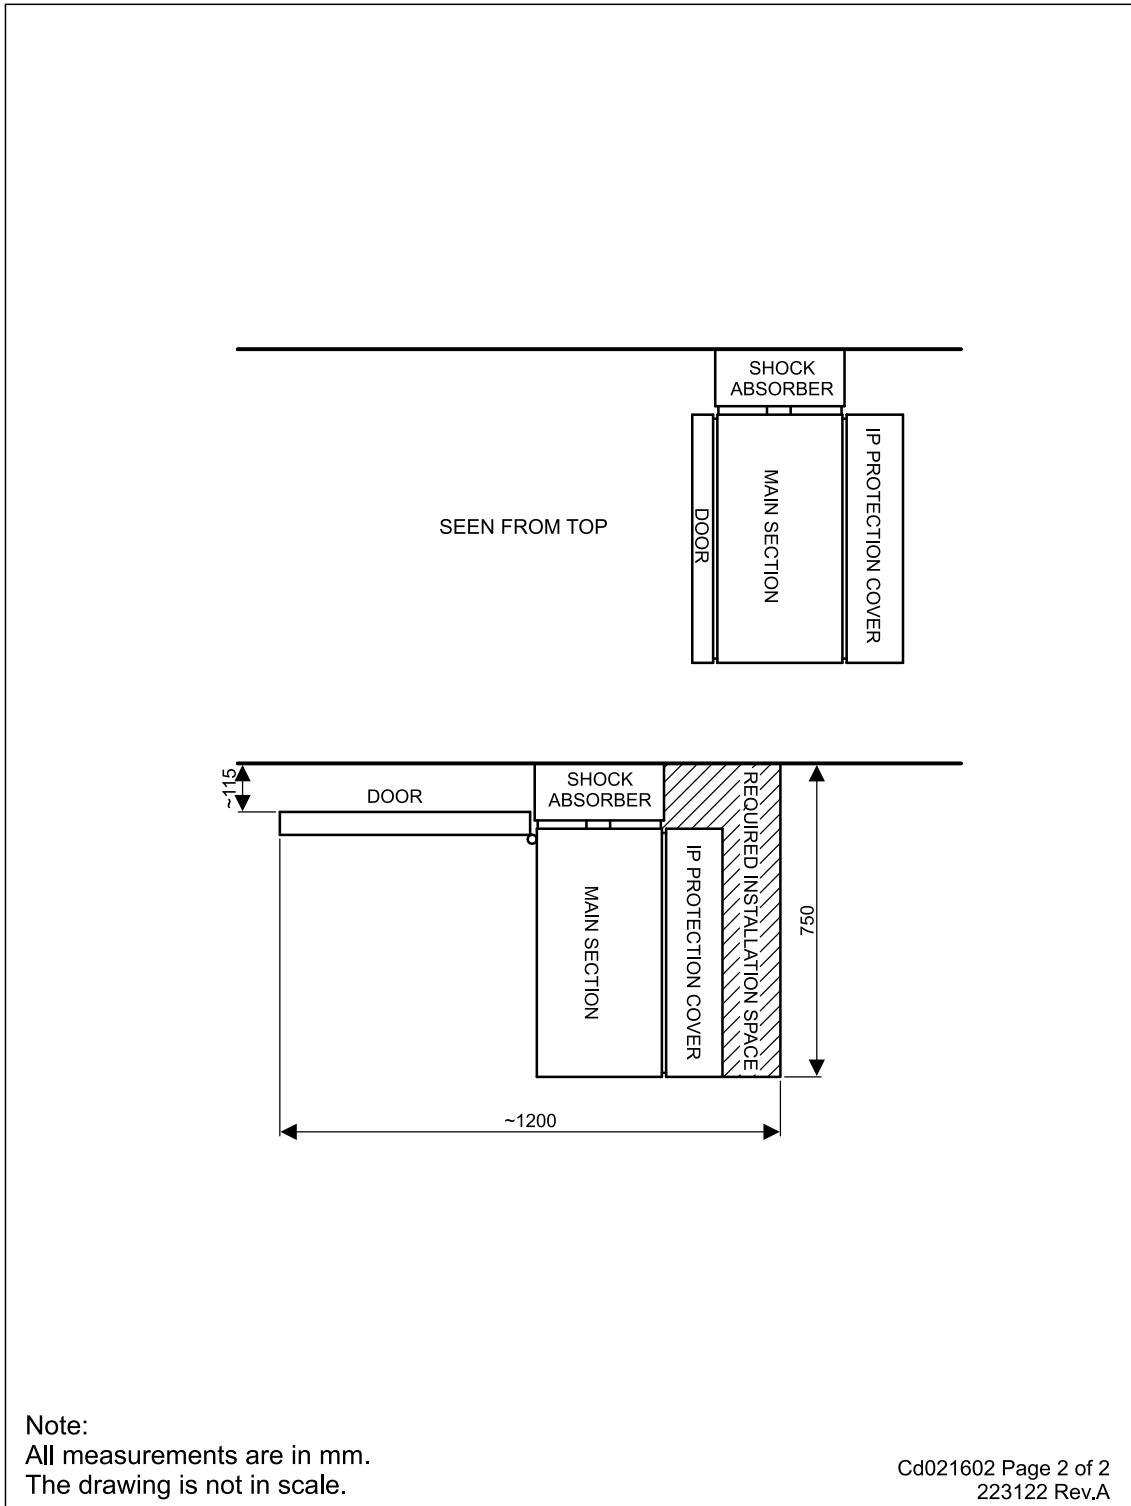 SHOCK
ABSORBER
DOOR
MAIN SECTION
IP PROTECTION COVER
SEEN FROM TOP
~115
DOOR
SHOCK
ABSORBER
MAIN SECTION
IP PROTECTION COVER
REQUIRED INSTALLATION SPACE
750
~1200
Note:
All measurements are in mm.
The drawing is not in scale.
Cd021602 Page 2 of 2
223122 Rev.A